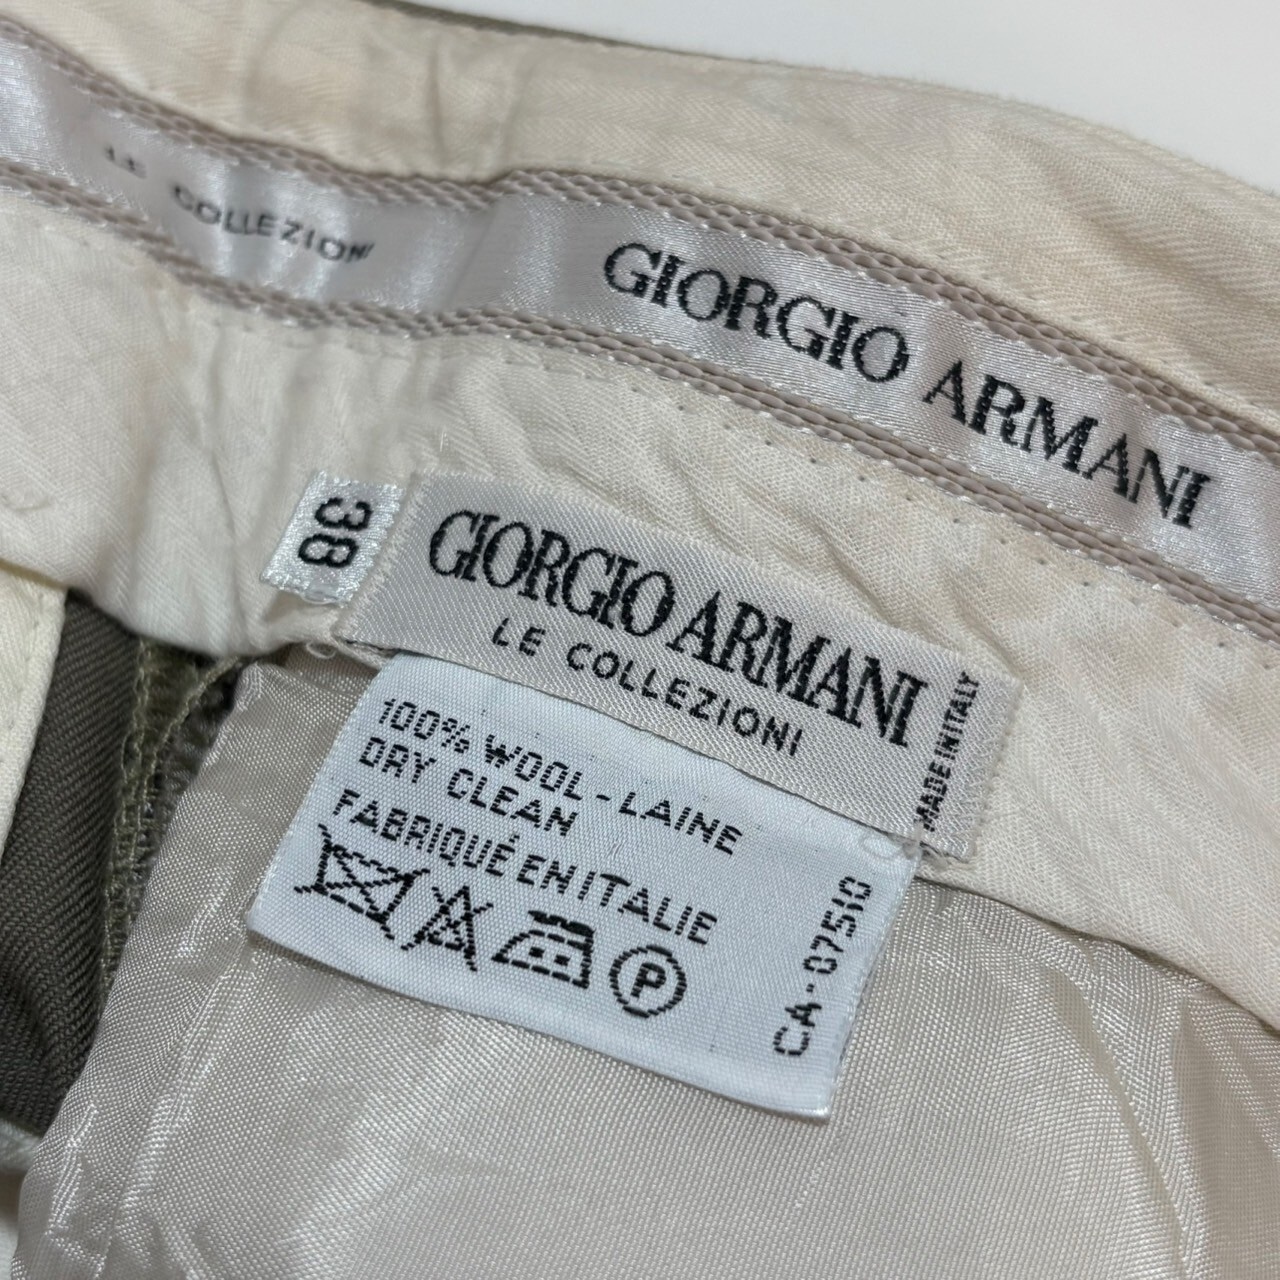 LE COLLEZIONI
GIORGIO ARMANI
38
GIORGIO ARMANI
LE COLLEZIONI
MADE IN ITALY
100% WOOL - LAINE
DRY CLEAN
FABRIQUÉ EN ITALIE
P
CA-07510